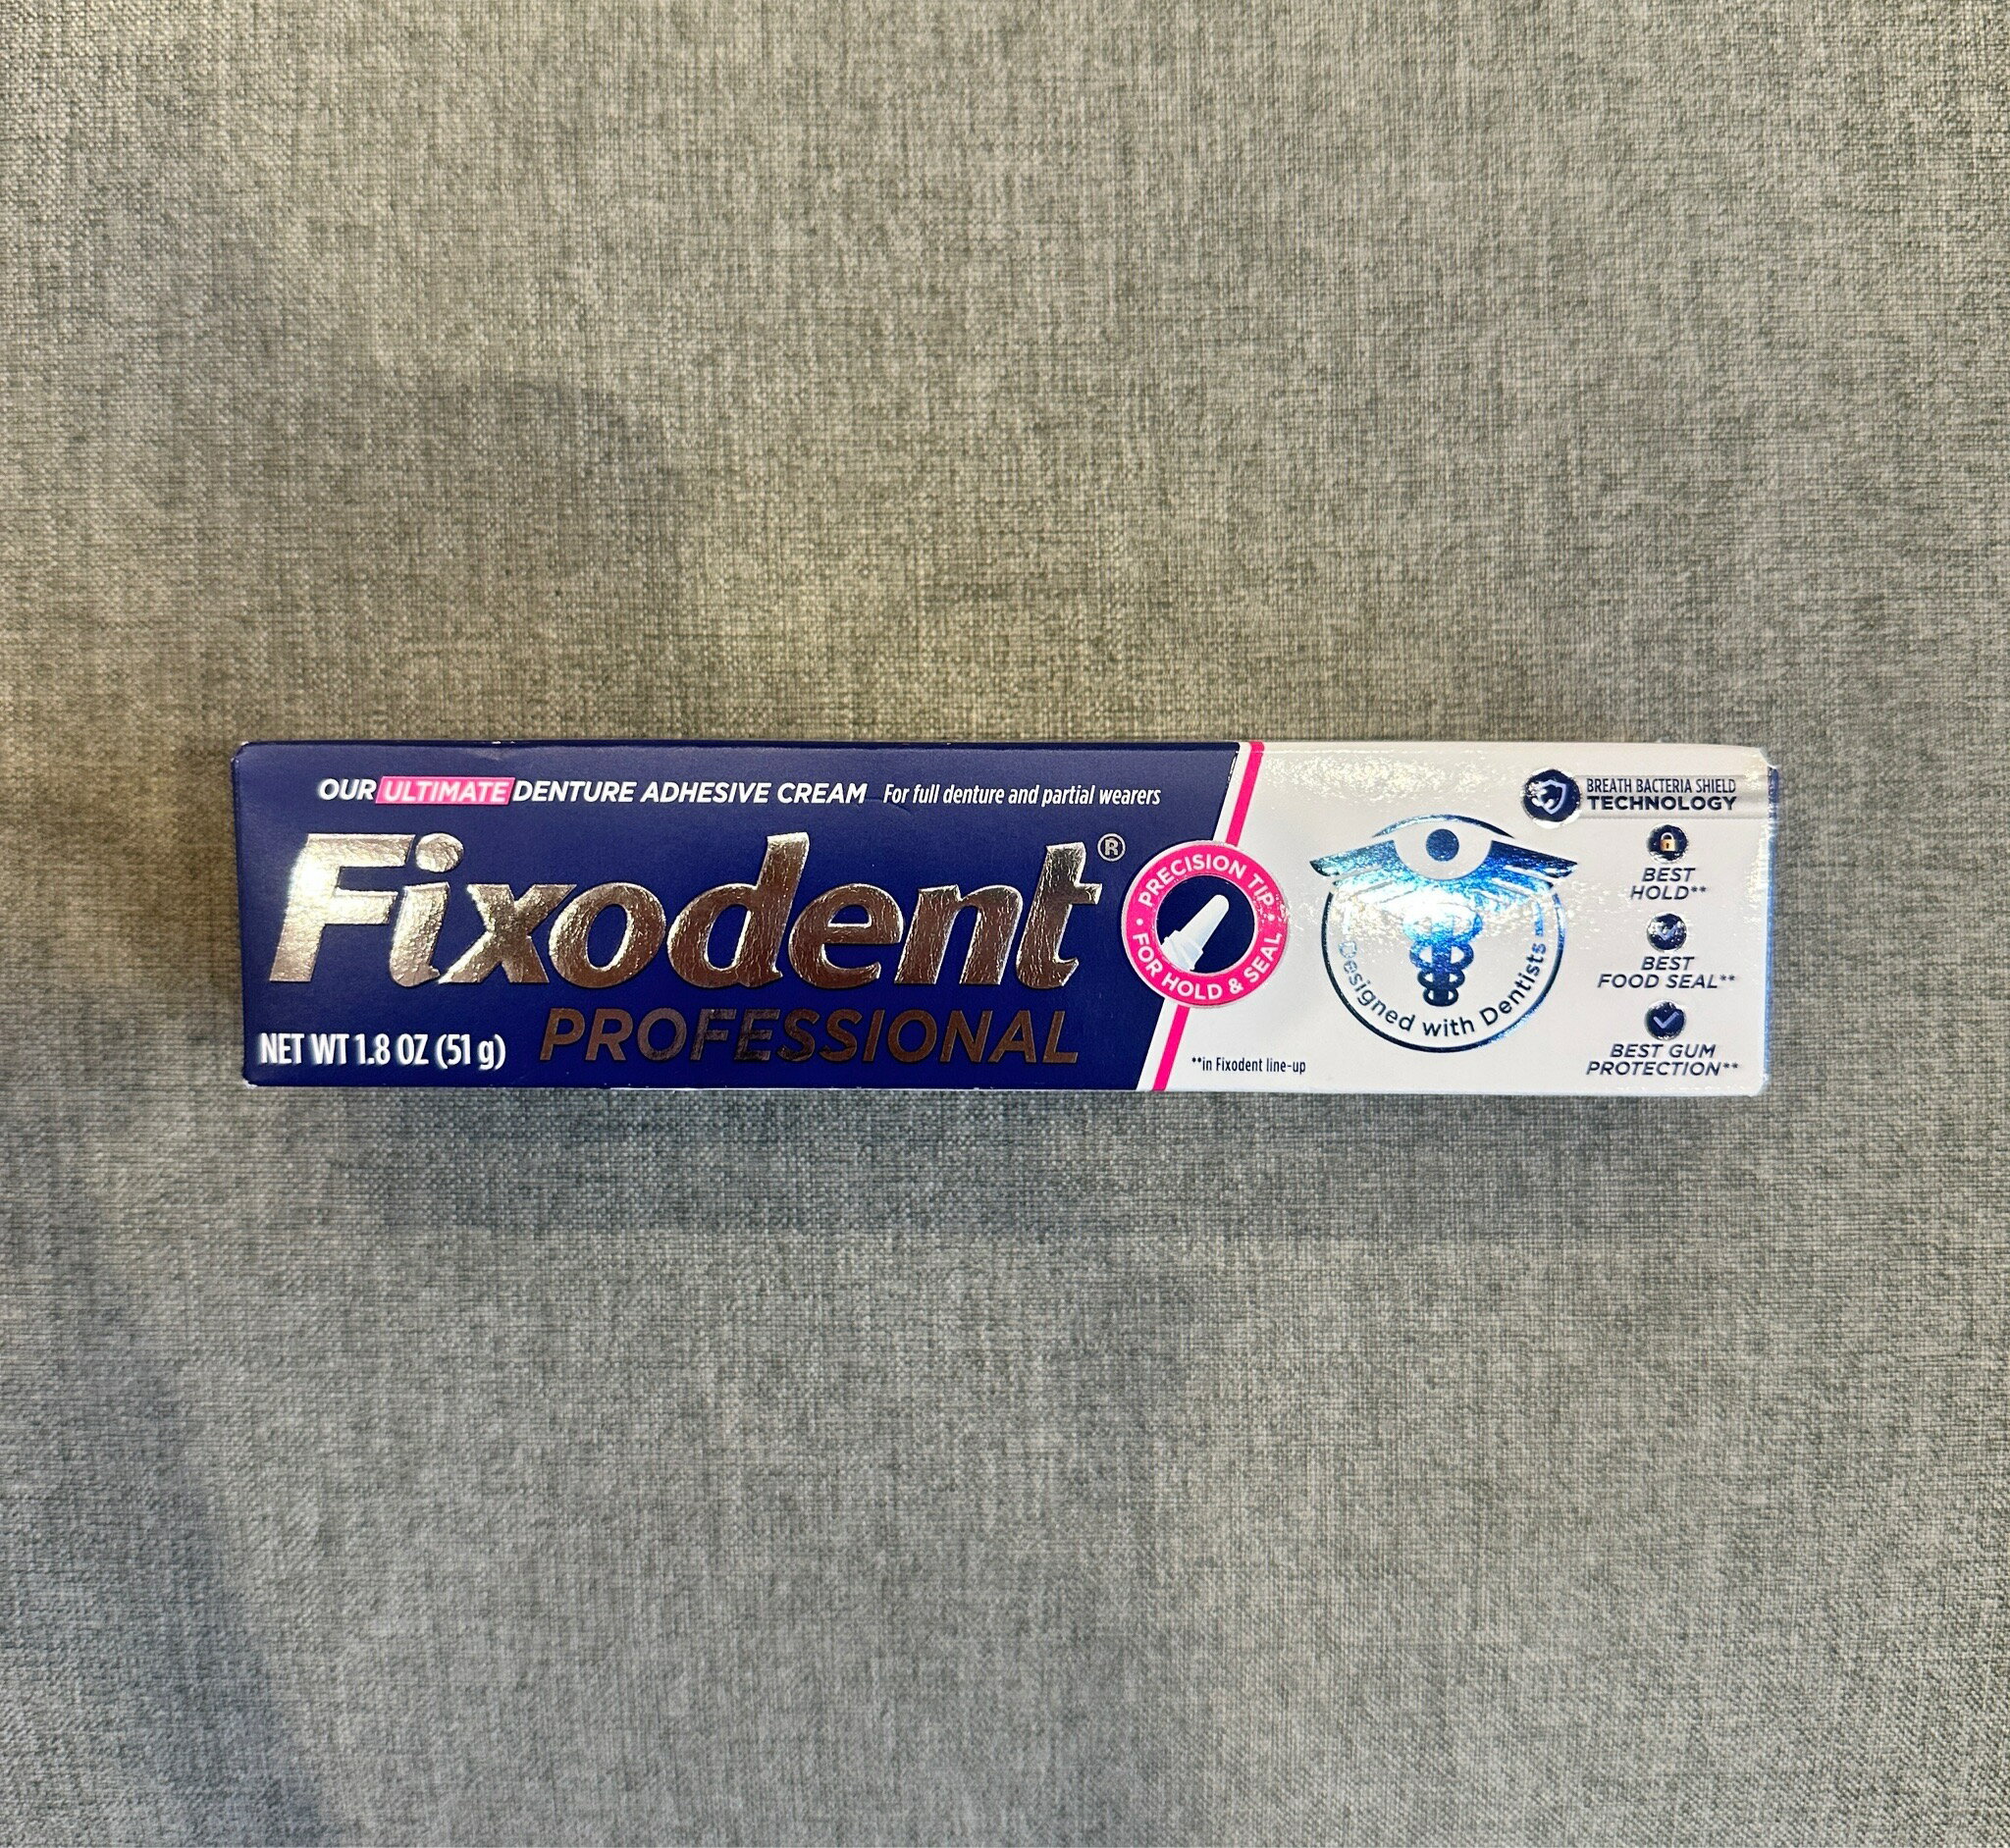 OUR ULTIMATE DENTURE ADHESIVE CREAM For full denture and partial wearers
Fixodent®
PROFESSIONAL
NET WT 1.8 OZ (51 g)
PRECISION TIP
• FOR HOLD & SEAL •
**in Fixodent line-up
Designed with Dentists
BREATH BACTERIA SHIELD
TECHNOLOGY
BEST
HOLD**
BEST
FOOD SEAL**
BEST GUM
PROTECTION**